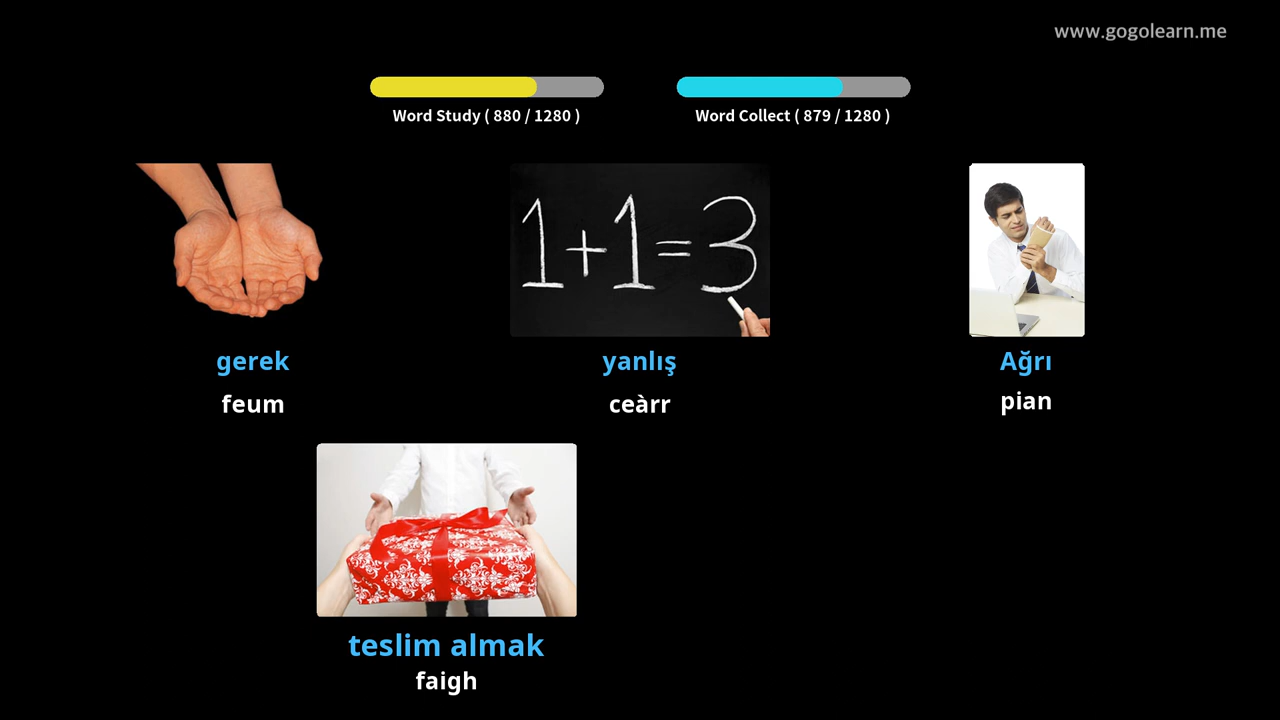 www.gogolearn.me
Word Study ( 880 / 1280 )
Word Collect ( 879 / 1280 )
1+1=3
gerek
feum
yanlış
ceàrr
Ağrı
pian
teslim almak
faigh